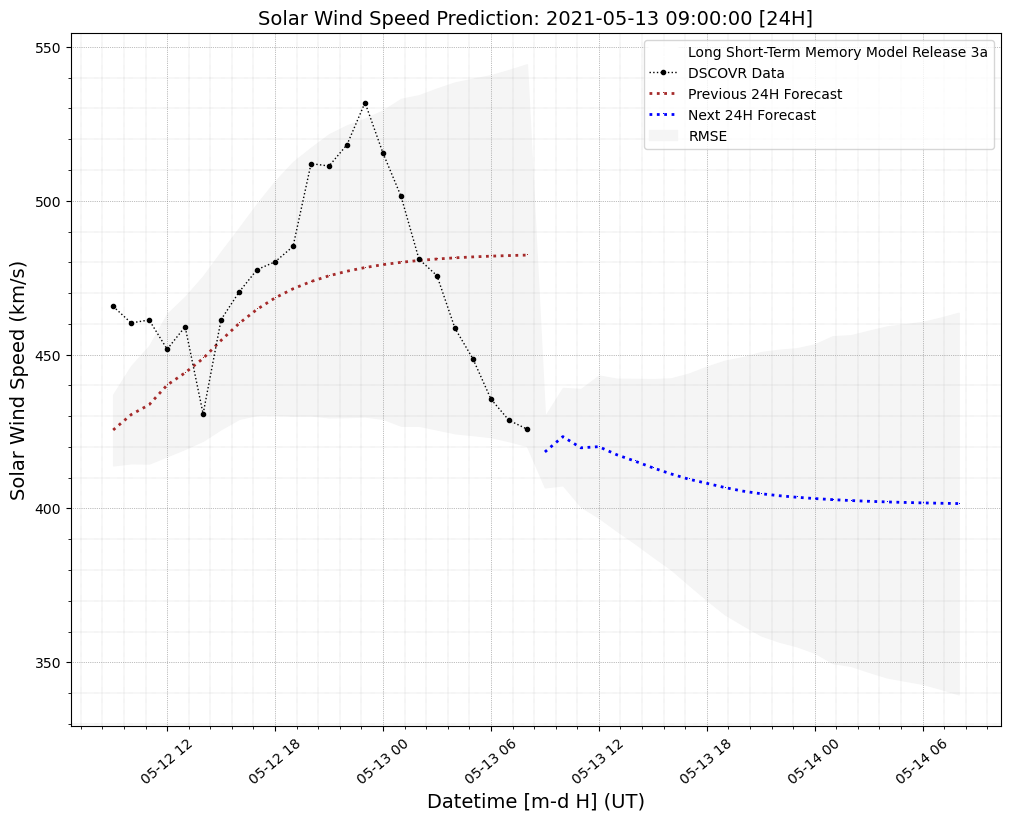 Solar Wind Speed Prediction: 2021-05-13 09:00:00 [24H]
Long Short-Term Memory Model Release 3a
DSCOVR Data
Previous 24H Forecast
Next 24H Forecast
RMSE
Solar Wind Speed (km/s)
550
500
450
400
350
05-12 12
05-12 18
05-13 00
05-13 06
05-13 12
05-13 18
05-14 00
05-14 06
Datetime [m-d H] (UT)